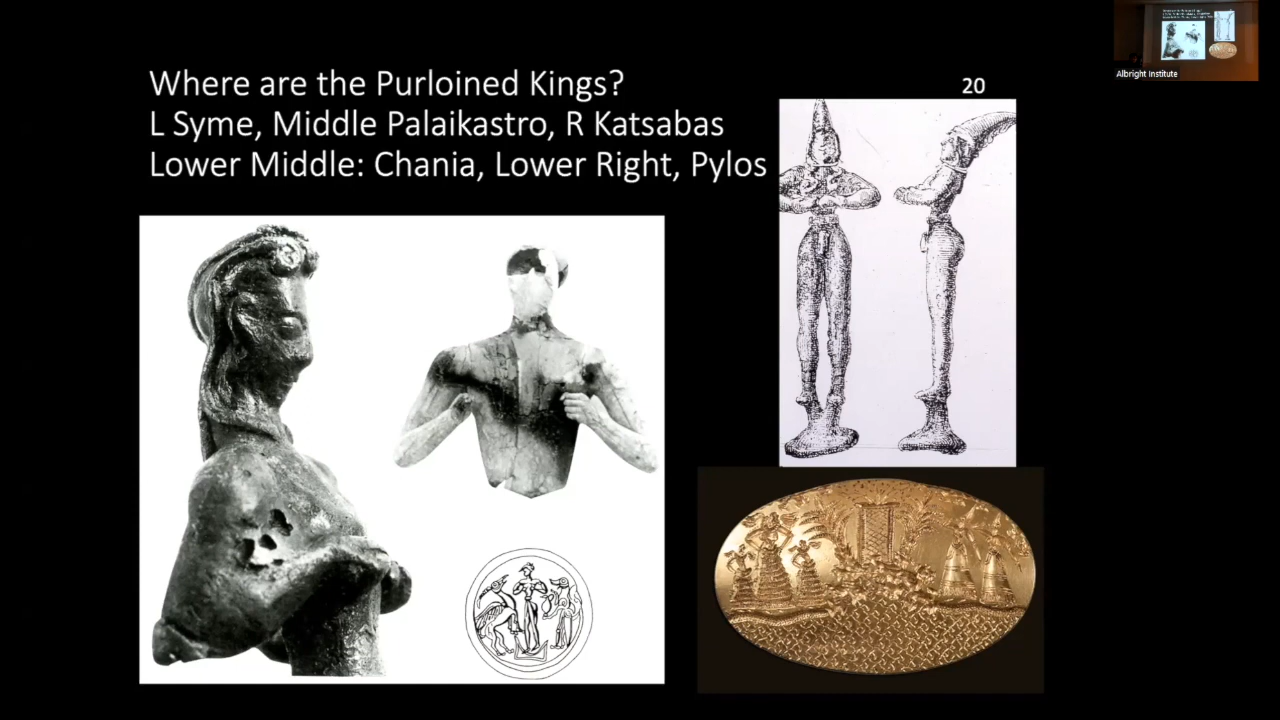 Where are the Purloined Kings?
20
L Syme, Middle Palaikastro, R Katsabas
Lower Middle: Chania, Lower Right, Pylos
Albright Institute